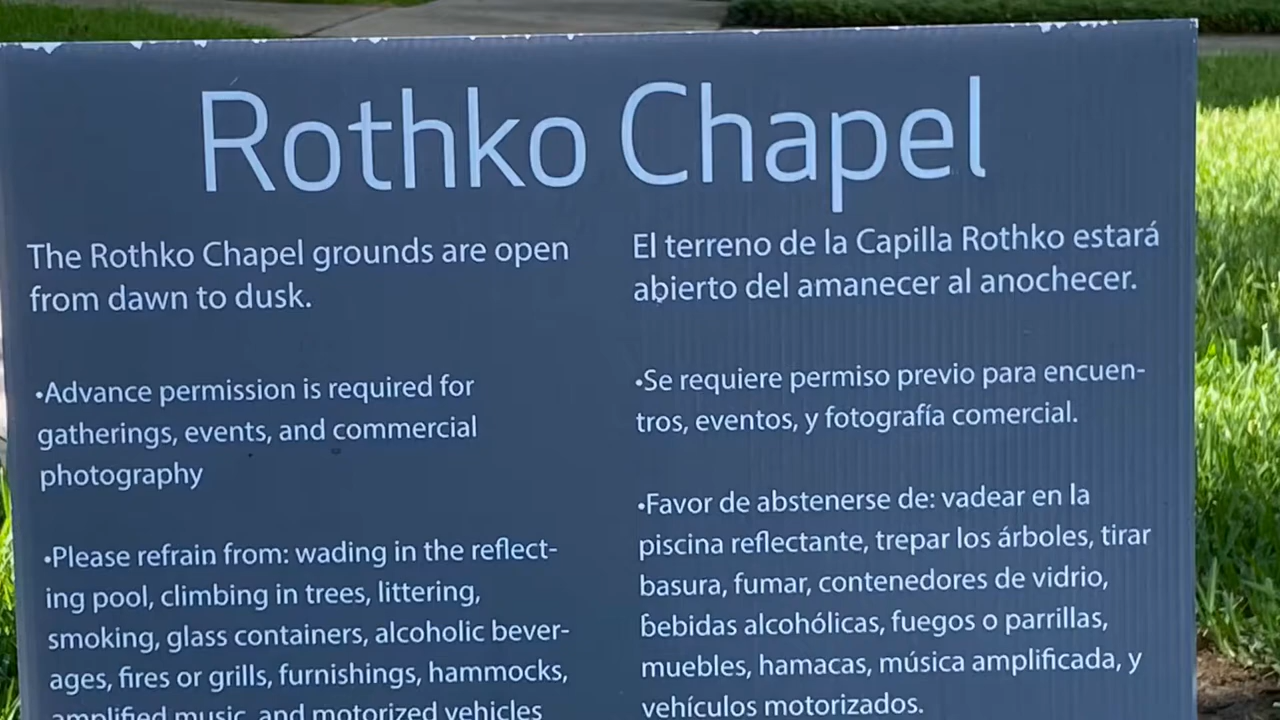 Rothko Chapel
The Rothko Chapel grounds are open
from dawn to dusk.
•Advance permission is required for
gatherings, events, and commercial
photography
•Please refrain from: wading in the reflect-
ing pool, climbing in trees, littering,
smoking, glass containers, alcoholic bever-
ages, fires or grills, furnishings, hammocks,
amplified music, and motorized vehicles
El terreno de la Capilla Rothko estará
abierto del amanecer al anochecer.
•Se requiere permiso previo para encuen-
tros, eventos, y fotografía comercial.
•Favor de abstenerse de: vadear en la
piscina reflectante, trepar los árboles, tirar
basura, fumar, contenedores de vidrio,
bebidas alcohólicas, fuegos o parrillas,
muebles, hamacas, música amplificada, y
vehículos motorizados.